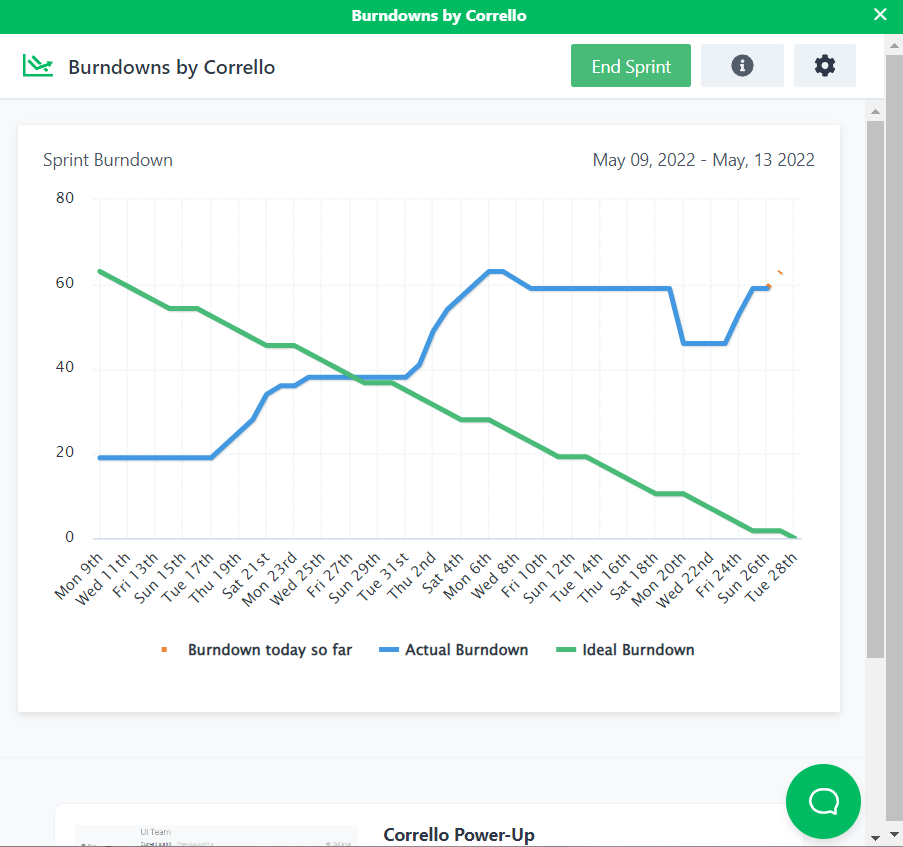 Burndowns by Corrello
Burndowns by Corrello
End Sprint
Sprint Burndown
May 09, 2022 - May, 13 2022
80
60
40
20
0
Mon 9th
Wed 11th
Fri 13th
Sun 15th
Tue 17th
Thu 19th
Sat 21st
Mon 23rd
Wed 25th
Fri 27th
Sun 29th
Tue 31st
Thu 2nd
Sat 4th
Mon 6th
Wed 8th
Fri 10th
Sun 12th
Tue 14th
Thu 16th
Sat 18th
Mon 20th
Wed 22nd
Fri 24th
Sun 26th
Tue 28th
Burndown today so far
Actual Burndown
Ideal Burndown
UI Team
Current sprint Previous sprints
Corrello Power-Up